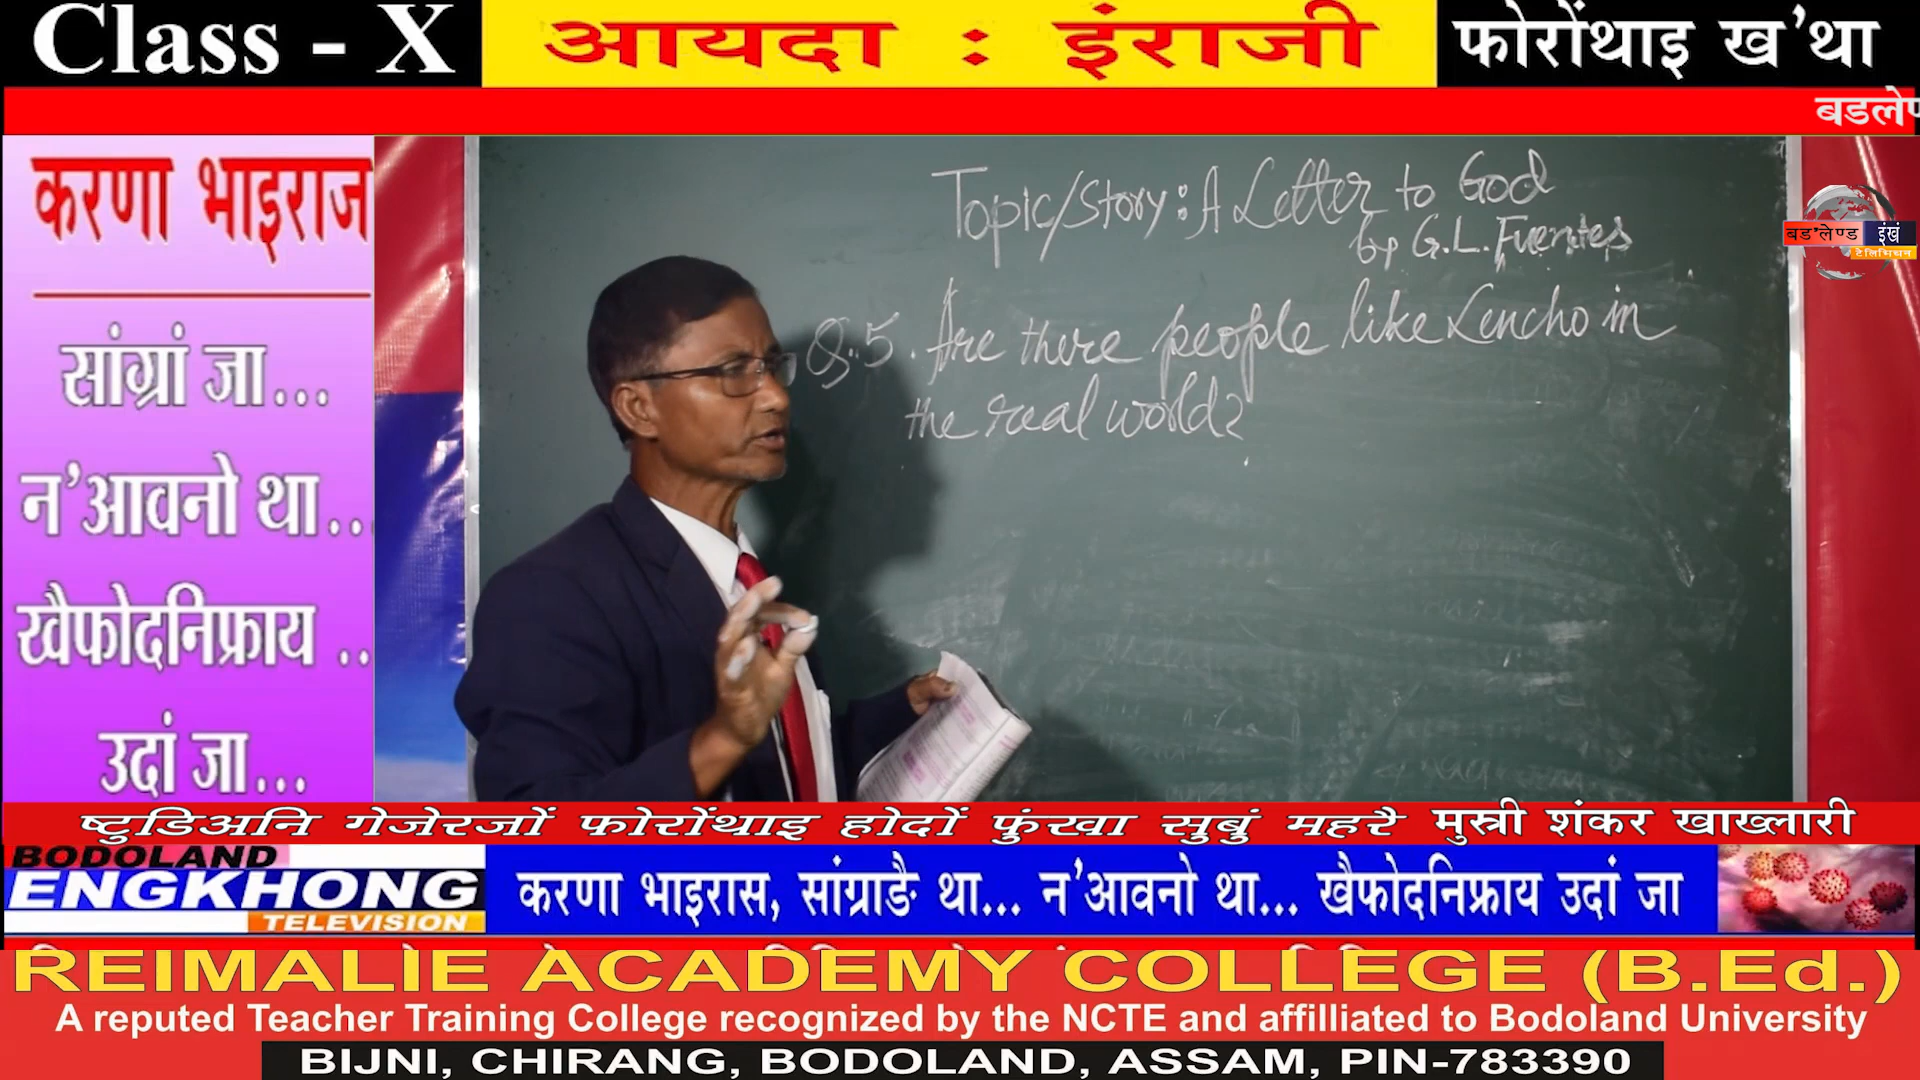 Class - X
आयदा : इंराजी
फोरोंथाइ ख'था
बडले
करणा भाइराज
सांग्रां जा...
न'आवनो था...
खैफोदनिफ्राय ..
उदां जा...
Topic/Story: A Letter to God
by G.L. Fuentes
Q.5. Are there people like Lencho in
the real world?
बड'लेण्ड इंखं
टेलिभिषन
ष्टुडिअनि गेजेरजों फोरोंथाइ होदों फुंखा सुबुं महरै मुस्री शंकर खाख्लारी
BODOLAND
ENGKHONG
TELEVISION
करणा भाइरास, सांग्राङै था... न'आवनो था... खैफोदनिफ्राय उदां जा
REIMALIE ACADEMY COLLEGE (B.Ed.)
A reputed Teacher Training College recognized by the NCTE and affilliated to Bodoland University
BIJNI, CHIRANG, BODOLAND, ASSAM, PIN-783390